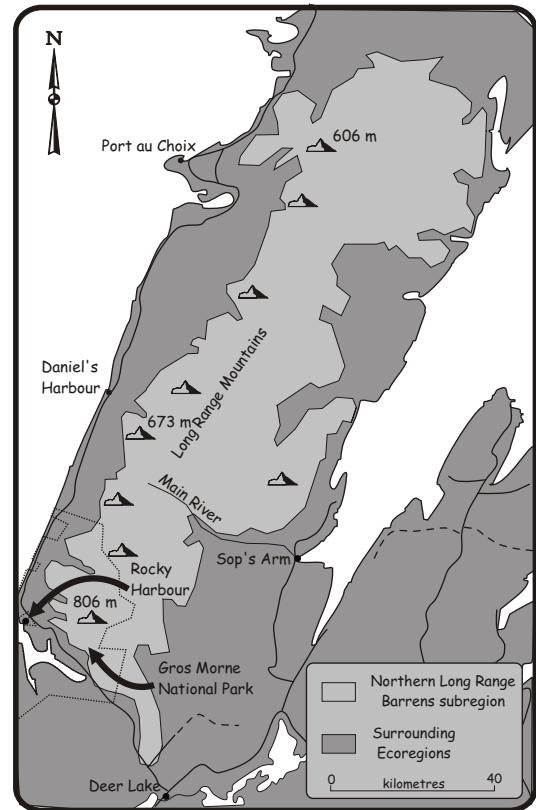 N
606 m
Port au Choix
Long Range Mountains
Daniel's
Harbour
673 m
Main River
Sop's Arm
Rocky
Harbour
806 m
Gros Morne
National Park
Northern Long Range
Barrens subregion
Surrounding
Ecoregions
0 kilometres 40
Deer Lake